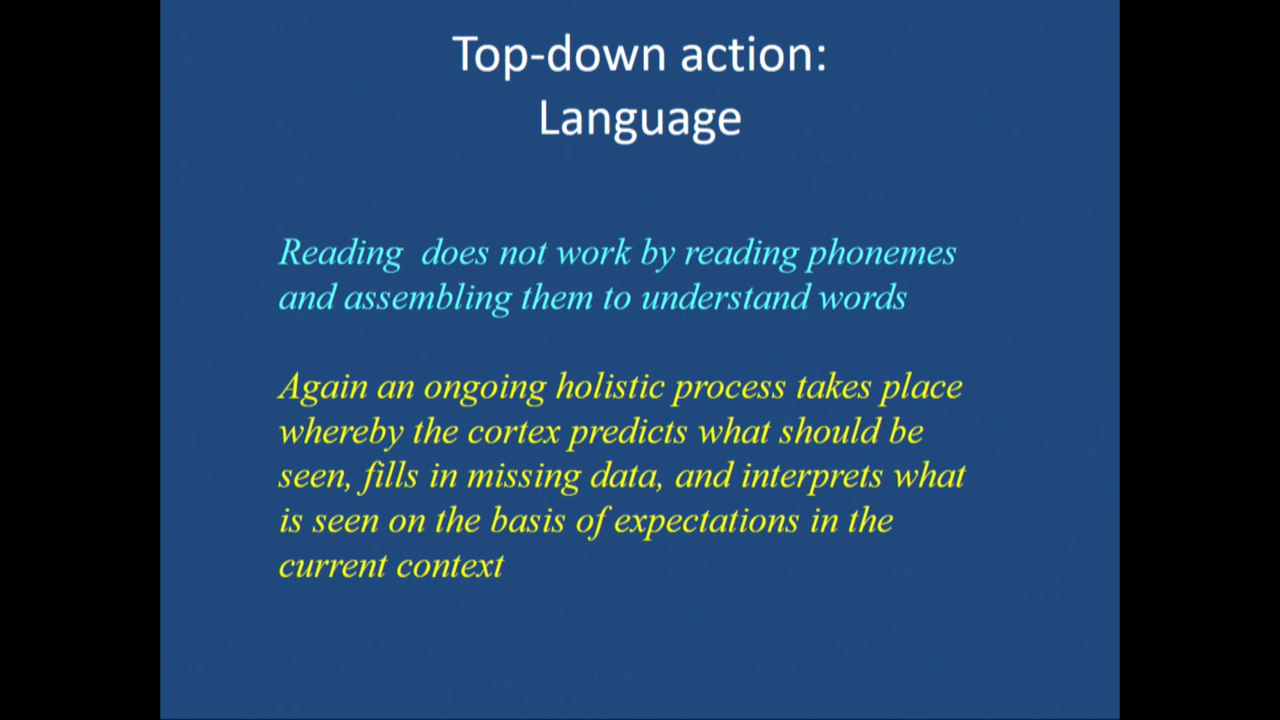 Top-down action:
Language
Reading does not work by reading phonemes
and assembling them to understand words
Again an ongoing holistic process takes place
whereby the cortex predicts what should be
seen, fills in missing data, and interprets what
is seen on the basis of expectations in the
current context